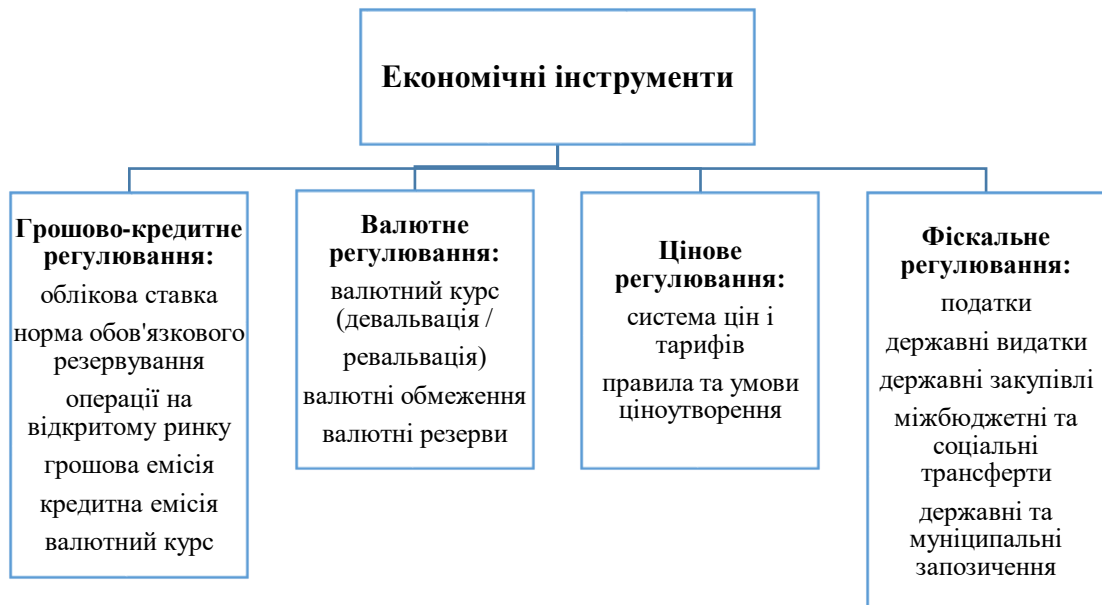 Економічні інструменти
Грошово-кредитне
регулювання:
облікова ставка
норма обов'язкового
резервування
операції на
відкритому ринку
грошова емісія
кредитна емісія
валютний курс
Валютне
регулювання:
валютний курс
(девальвація /
ревальвація)
валютні обмеження
валютні резерви
Цінове
регулювання:
система цін і
тарифів
правила та умови
ціноутворення
Фіскальне
регулювання:
податки
державні видатки
державні закупівлі
міжбюджетні та
соціальні
трансферти
державні та
муніципальні
запозичення